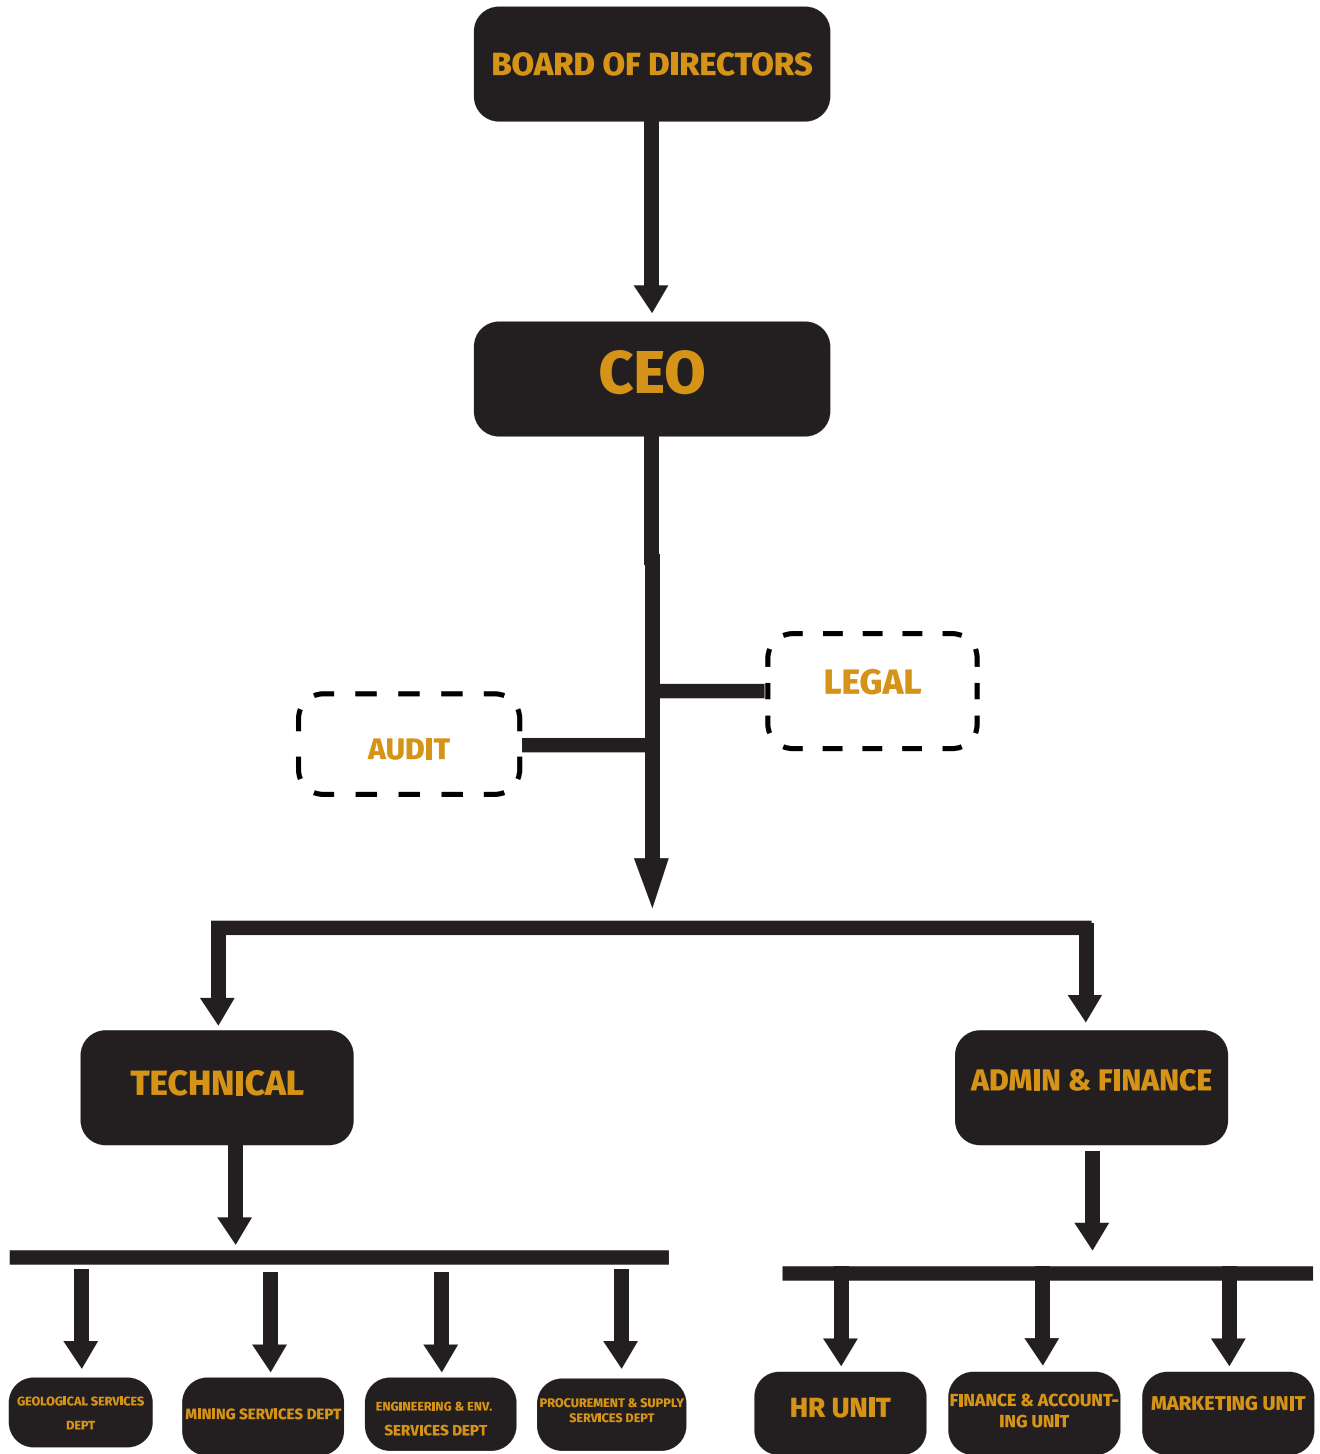 BOARD OF DIRECTORS
CEO
LEGAL
AUDIT
TECHNICAL
ADMIN & FINANCE
GEOLOGICAL SERVICES
DEPT
MINING SERVICES DEPT
ENGINEERING & ENV.
SERVICES DEPT
PROCUREMENT & SUPPLY
SERVICES DEPT
HR UNIT
FINANCE & ACCOUNT-
ING UNIT
MARKETING UNIT